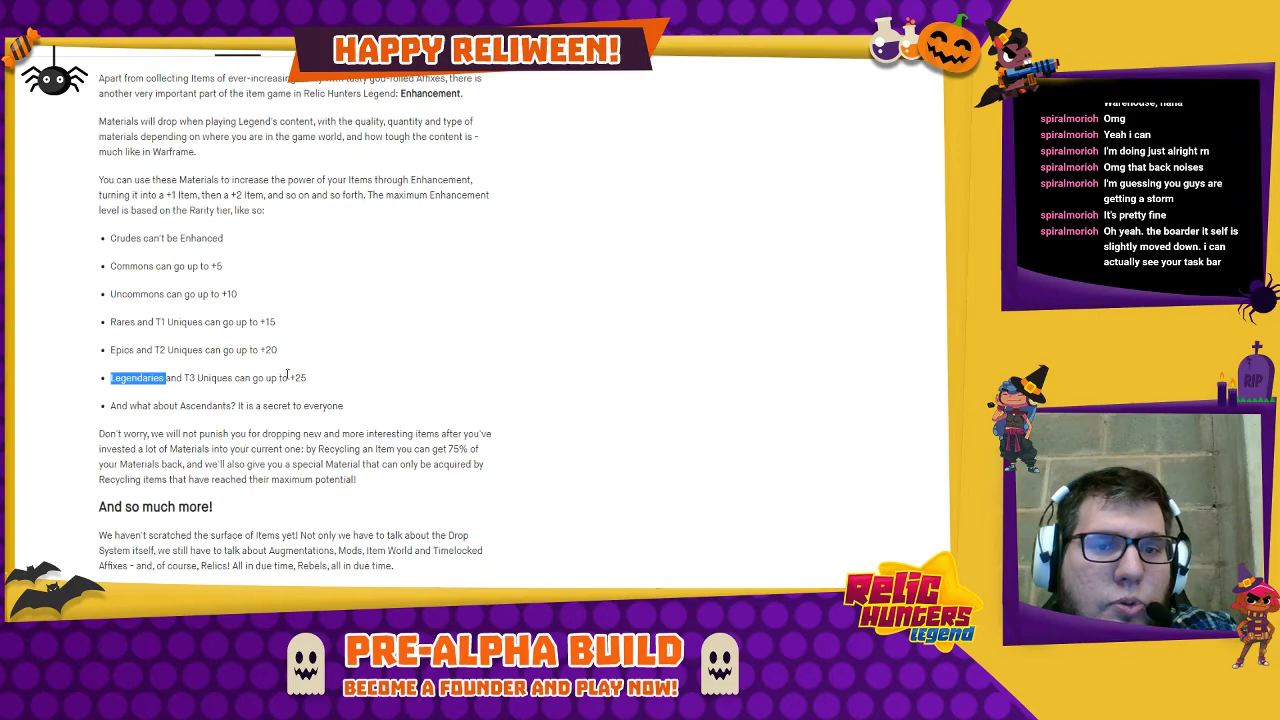 HAPPY RELIWEEN!
Apart from collecting Items of ever-increasing
with tasty god-rolled Affixes, there is
another very important part of the item game in Relic Hunters Legend: Enhancement.
Materials will drop when playing Legend's content, with the quality, quantity and type of
materials depending on where you are in the game world, and how tough the content is -
much like in Warframe.
You can use these Materials to increase the power of your Items through Enhancement,
turning it into a +1 Item, then a +2 Item, and so on and so forth. The maximum Enhancement
level is based on the Rarity tier, like so:
• Crudes can't be Enhanced
• Commons can go up to +5
• Uncommons can go up to +10
• Rares and T1 Uniques can go up to +15
• Epics and T2 Uniques can go up to +20
• Legendaries and T3 Uniques can go up to +25
• And what about Ascendants? It is a secret to everyone
Don't worry, we will not punish you for dropping new and more interesting items after you've
invested a lot of Materials into your current one: by Recycling an Item you can get 75% of
your Materials back, and we'll also give you a special Material that can only be acquired by
Recycling items that have reached their maximum potential!
And so much more!
We haven't scratched the surface of Items yet! Not only we have to talk about the Drop
System itself, we still have to talk about Augmentations, Mods, Item World and Timelocked
Affixes - and, of course, Relics! All in due time, Rebels, all in due time.
Warehouse, haha
spiralmorioh Omg
spiralmorioh Yeah i can
spiralmorioh I'm doing just alright rn
spiralmorioh Omg that back noises
spiralmorioh I'm guessing you guys are
getting a storm
spiralmorioh It's pretty fine
spiralmorioh Oh yeah. the boarder it self is
slightly moved down. i can
actually see your task bar
RIP
RELIC
HUNTERS
LEGEND
PRE-ALPHA BUILD
BECOME A FOUNDER AND PLAY NOW!